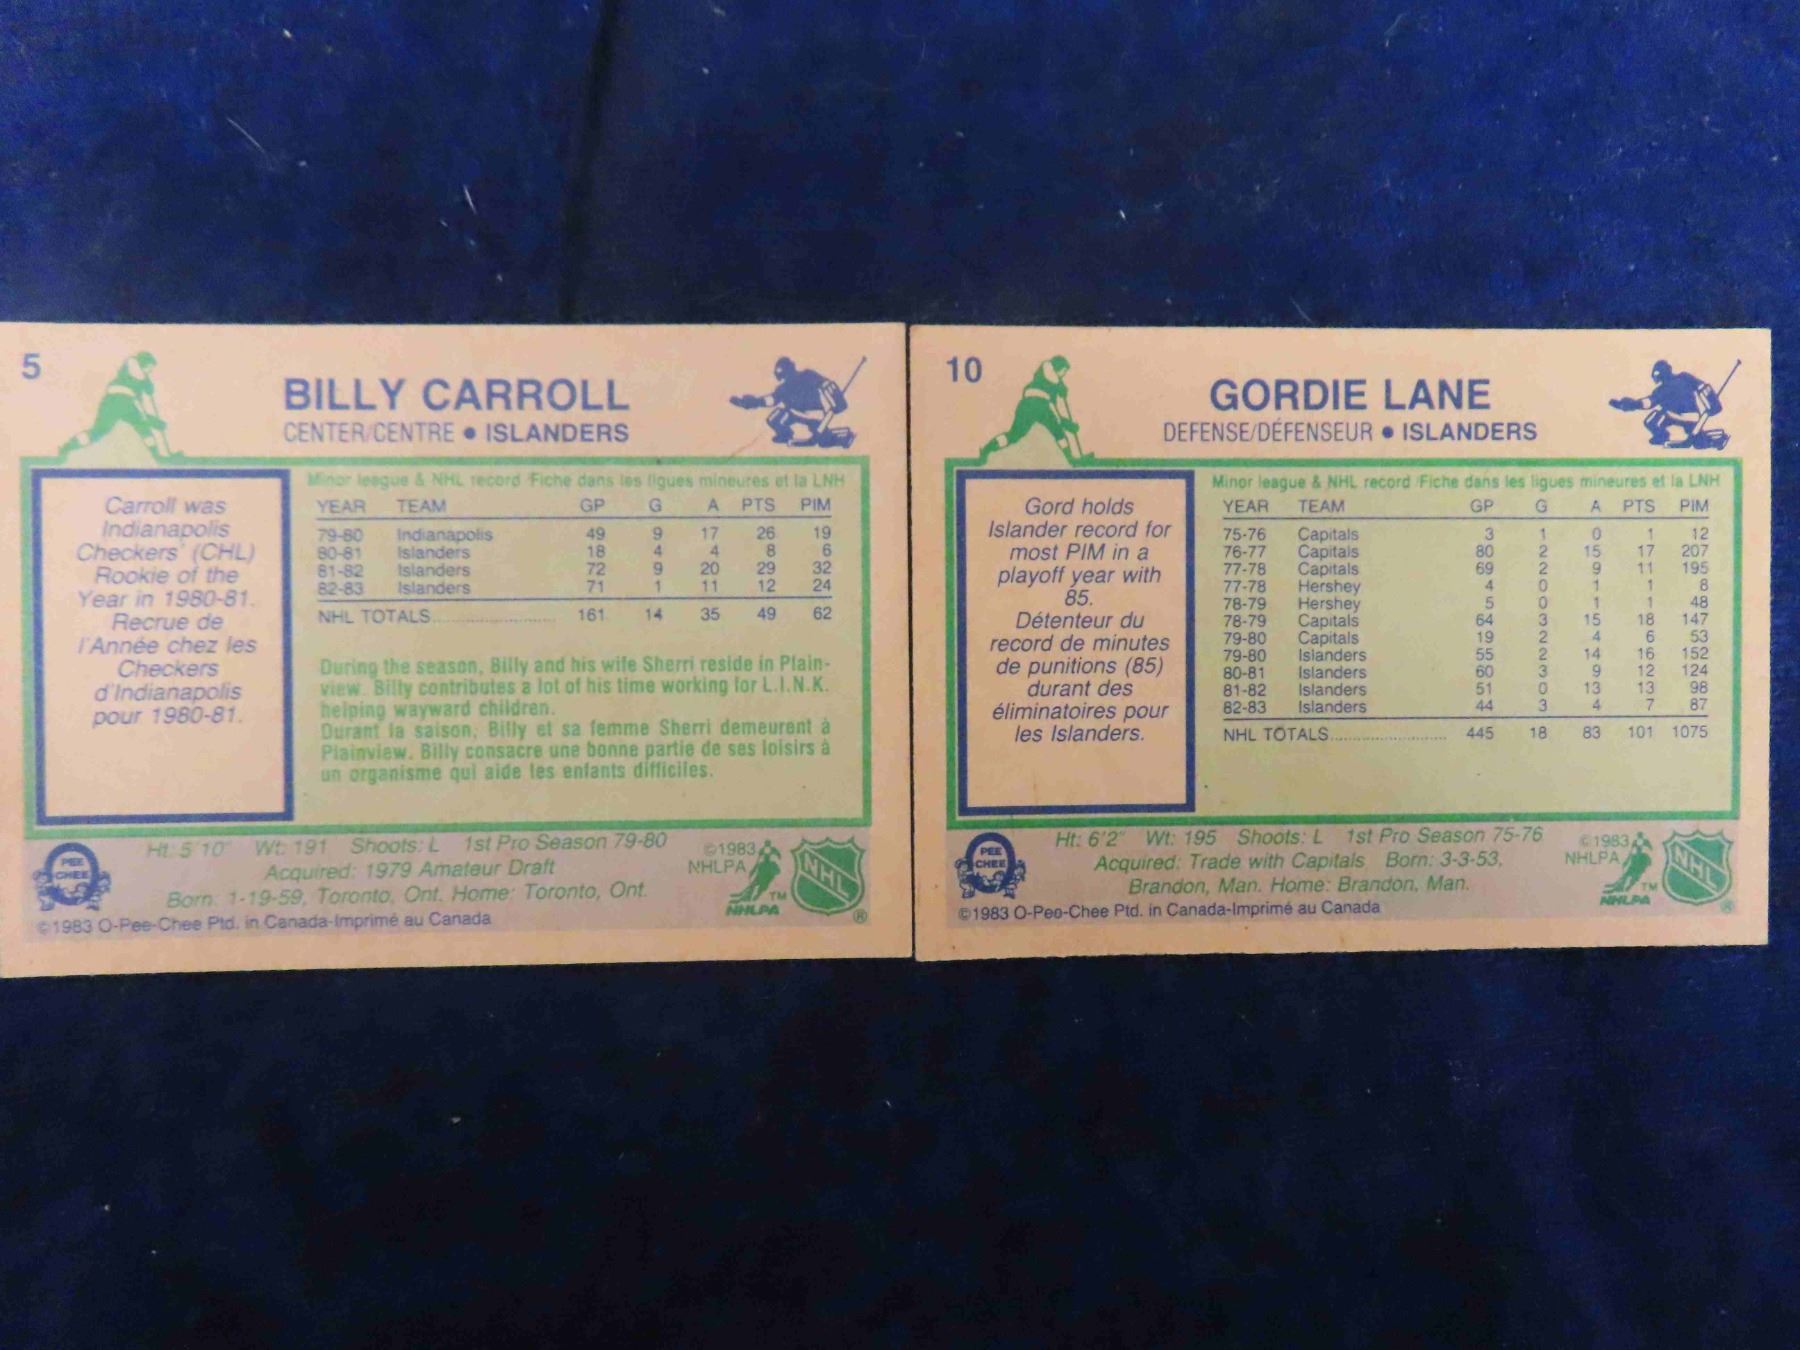 5
BILLY CARROLL
CENTER/CENTRE • ISLANDERS
Carroll was
Indianapolis
Checkers' (CHL)
Rookie of the
Year in 1980-81.
Recrue de
l'Année chez les
Checkers
d'Indianapolis
pour 1980-81.
Minor league & NHL record/Fiche dans les ligues mineures et la LNH
YEAR TEAM GP G A PTS PIM
79-80 Indianapolis 49 9 17 26 19
80-81 Islanders 18 4 4 8 6
81-82 Islanders 72 9 20 29 32
82-83 Islanders 71 1 11 12 24
NHL TOTALS 161 14 35 49 62
During the season, Billy and his wife Sherri reside in Plain-
view. Billy contributes a lot of his time working for L.I.N.K.
helping wayward children.
Durant la saison, Billy et sa femme Sherri demeurent à
Plainview. Billy consacre une bonne partie de ses loisirs à
un organisme qui aide les enfants difficiles.
Ht: 5'10" Wt: 191 Shoots: L 1st Pro Season 79-80
Acquired: 1979 Amateur Draft
Born: 1-19-59, Toronto, Ont. Home: Toronto, Ont.
PEE
CHEE
©1983
NHLPA
TM
NHLPA
NHL
®
©1983 O-Pee-Chee Ptd. in Canada-Imprimé au Canada
10
GORDIE LANE
DEFENSE/DÉFENSEUR • ISLANDERS
Gord holds
Islander record for
most PIM in a
playoff year with
85.
Détenteur du
record de minutes
de punitions (85)
durant des
éliminatoires pour
les Islanders.
Minor league & NHL record/Fiche dans les ligues mineures et la LNH
YEAR TEAM GP G A PTS PIM
75-76 Capitals 3 1 0 1 12
76-77 Capitals 80 2 15 17 207
77-78 Capitals 69 2 9 11 195
77-78 Hershey 4 0 1 1 8
78-79 Hershey 5 0 1 1 48
78-79 Capitals 64 3 15 18 147
79-80 Capitals 19 2 4 6 53
79-80 Islanders 55 2 14 16 152
80-81 Islanders 60 3 9 12 124
81-82 Islanders 51 0 13 13 98
82-83 Islanders 44 3 4 7 87
NHL TOTALS 445 18 83 101 1075
Ht: 6'2" Wt: 195 Shoots: L 1st Pro Season 75-76
Acquired: Trade with Capitals Born: 3-3-53,
Brandon, Man. Home: Brandon, Man.
PEE
CHEE
©1983
NHLPA
TM
NHLPA
NHL
®
©1983 O-Pee-Chee Ptd. in Canada-Imprimé au Canada